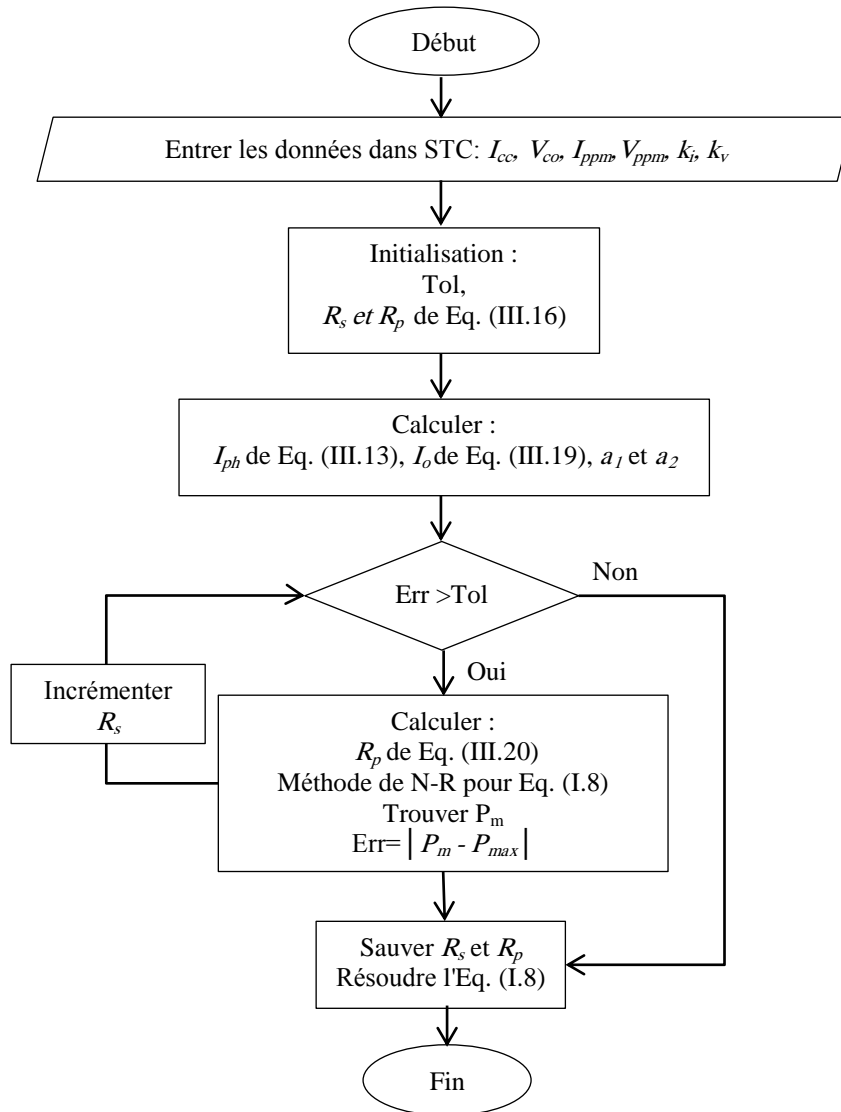 Début
Entrer les données dans STC: Icc, Vco, Ippm, Vppm, ki, kv
Initialisation :
Tol,
Rs et Rp de Eq. (III.16)
Calculer :
Iph de Eq. (III.13), Io de Eq. (III.19), a1 et a2
Non
Err >Tol
Oui
Incrémenter
Rs
Calculer :
Rp de Eq. (III.20)
Méthode de N-R pour Eq. (I.8)
Trouver Pm
Err= | Pm - Pmax |
Sauver Rs et Rp
Résoudre l'Eq. (I.8)
Fin